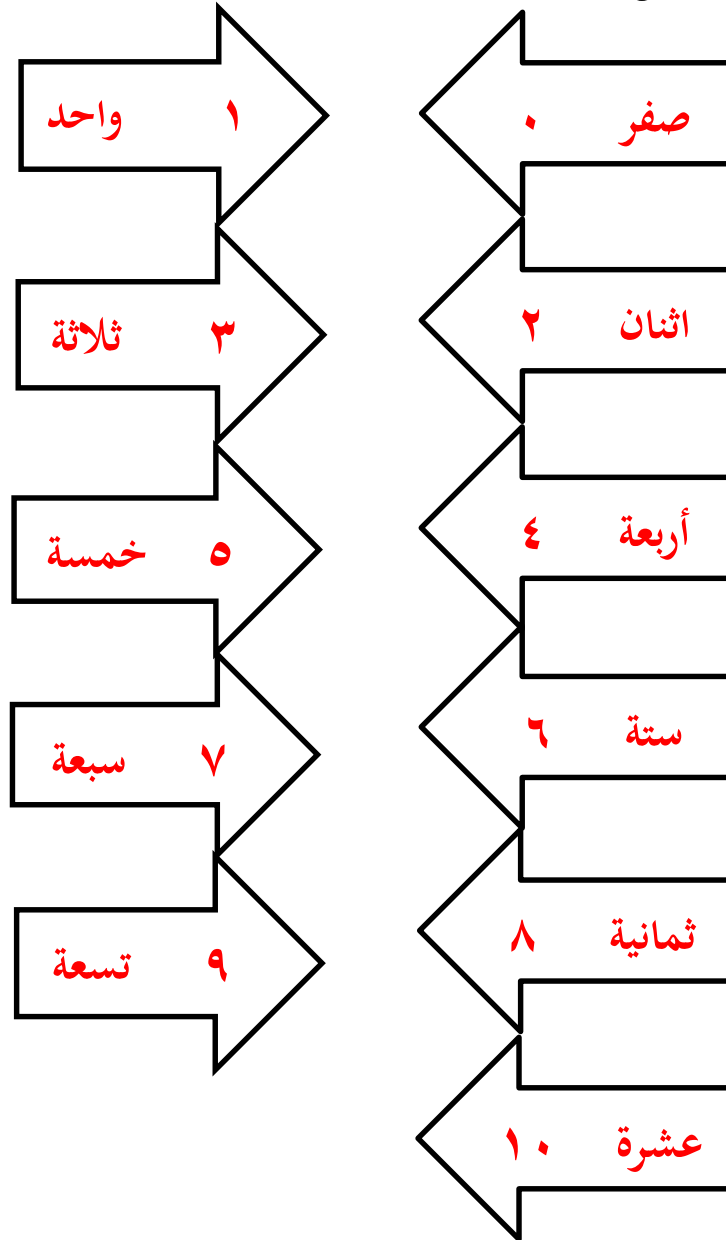 صفر ٠
١ واحد
اثنان ٢
٣ ثلاثة
أربعة ٤
٥ خمسة
ستة ٦
٧ سبعة
ثمانية ٨
٩ تسعة
عشرة ١٠